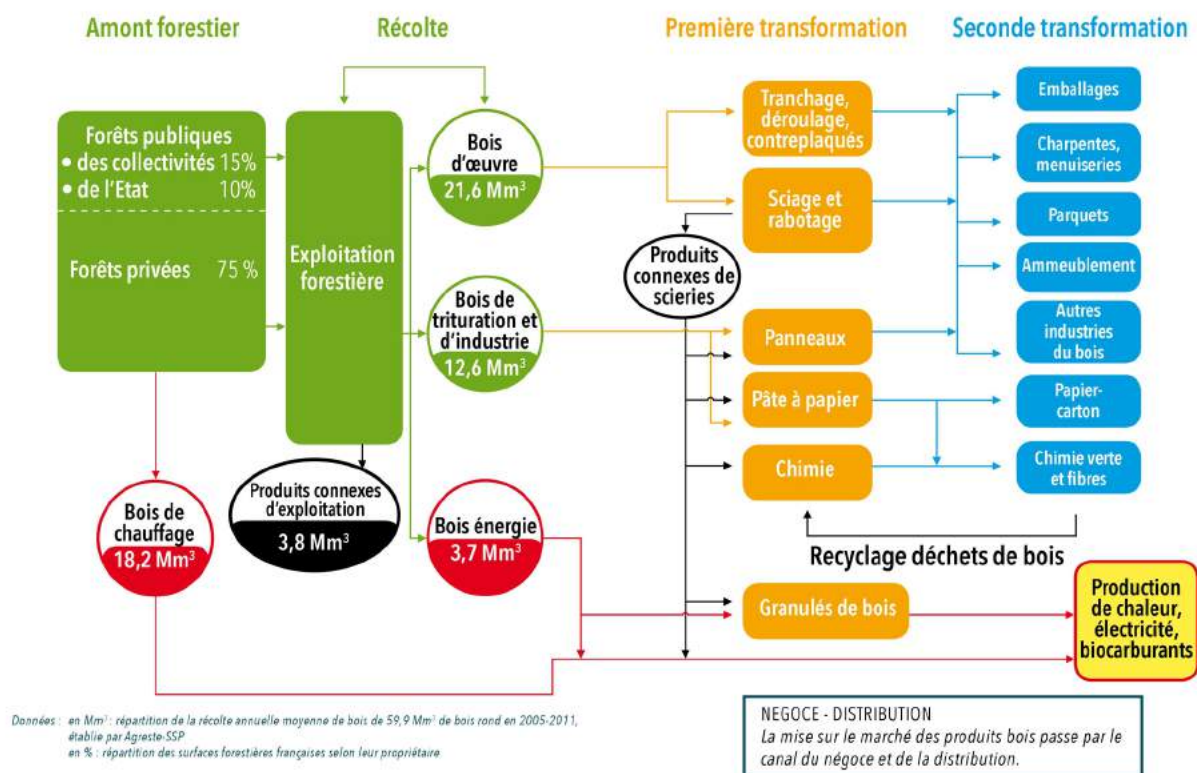 Amont forestier
Récolte
Première transformation
Seconde transformation
Forêts publiques
• des collectivités 15%
• de l'Etat 10%
Forêts privées 75 %
Exploitation
forestière
Bois
d'œuvre
21,6 Mm³
Bois de
trituration et
d'industrie
12,6 Mm³
Bois de
chauffage
18,2 Mm³
Produits connexes
d'exploitation
3,8 Mm³
Bois énergie
3,7 Mm³
Tranchage,
déroulage,
contreplaqués
Sciage et
rabotage
Produits
connexes de
scieries
Panneaux
Pâte à papier
Chimie
Granulés de bois
Emballages
Charpentes,
menuiseries
Parquets
Ammeublement
Autres
industries
du bois
Papier-
carton
Chimie verte
et fibres
Recyclage déchets de bois
Production
de chaleur,
électricité,
biocarburants
Données : en Mm³ : répartition de la récolte annuelle moyenne de bois de 59,9 Mm³ de bois rond en 2005-2011,
établie par Agreste-SSP
en % : répartition des surfaces forestières françaises selon leur propriétaire
NEGOCE - DISTRIBUTION
La mise sur le marché des produits bois passe par le
canal du négoce et de la distribution.